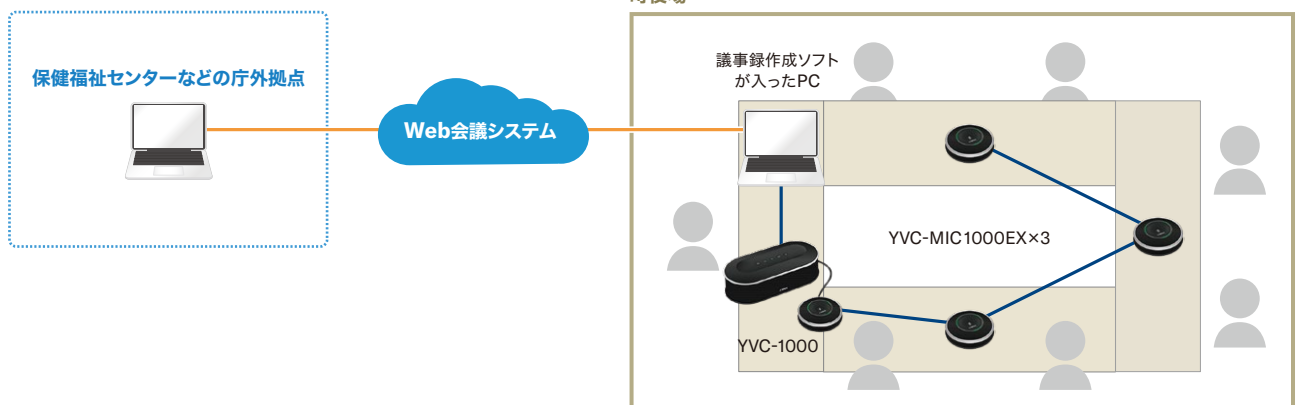 保健福祉センターなどの庁外拠点
Web会議システム
議事録作成ソフト
が入ったPC
YVC-MIC1000EX×3
YVC-1000